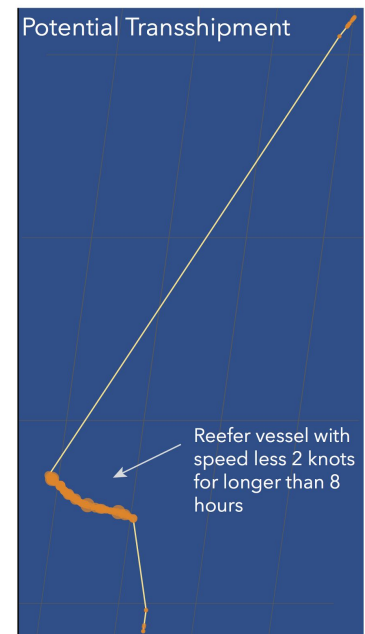 Potential Transshipment
Reefer vessel with
speed less 2 knots
for longer than 8
hours